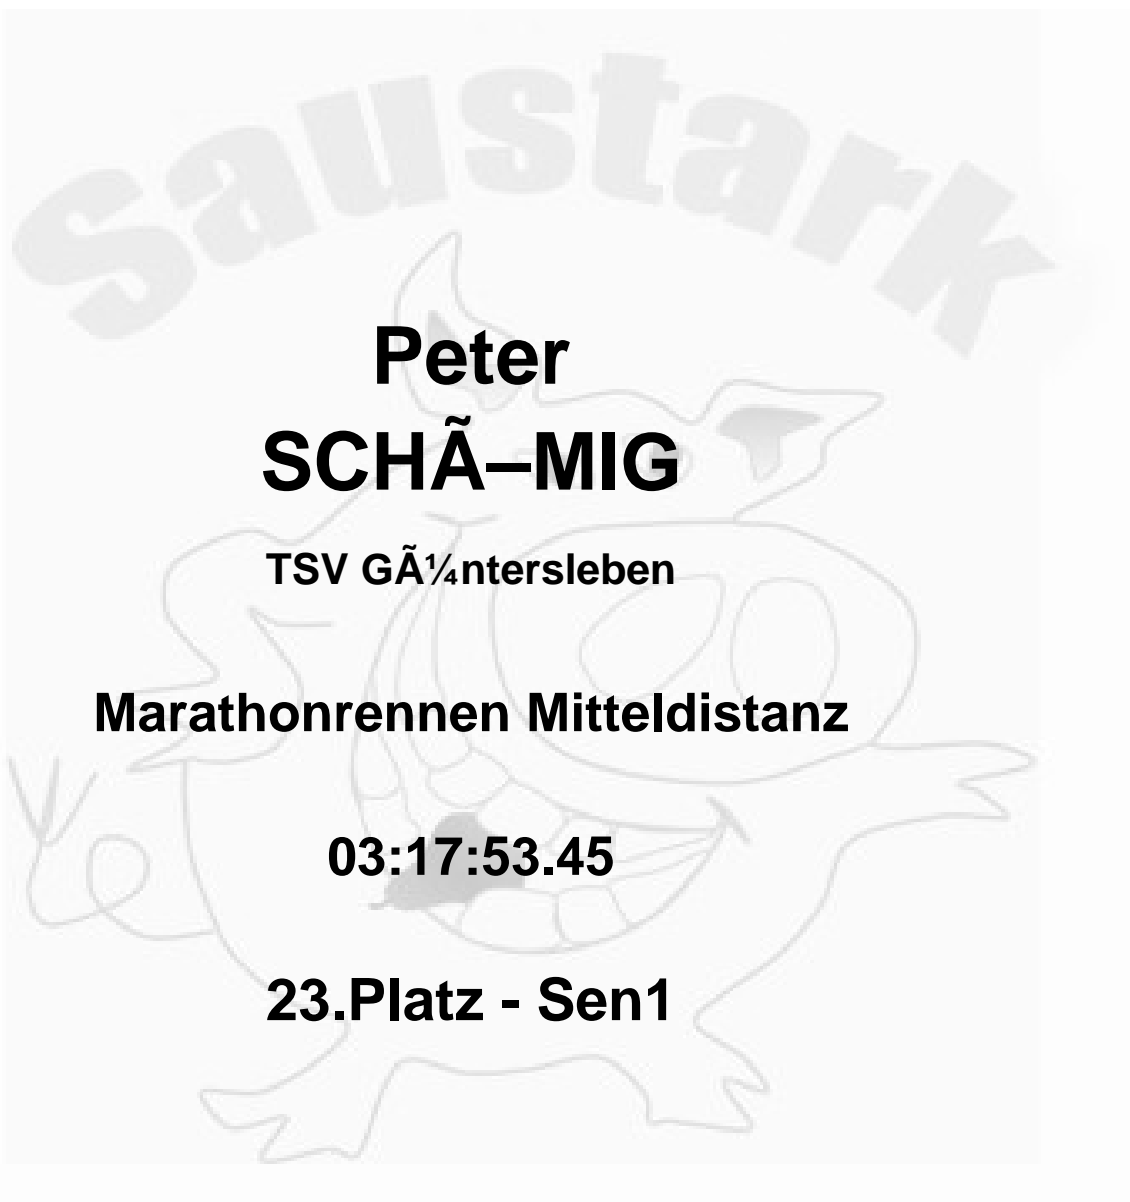 Saustark
Peter
SCHÃ–MIG
TSV GÃ¼ntersleben
Marathonrennen Mitteldistanz
03:17:53.45
23.Platz - Sen1